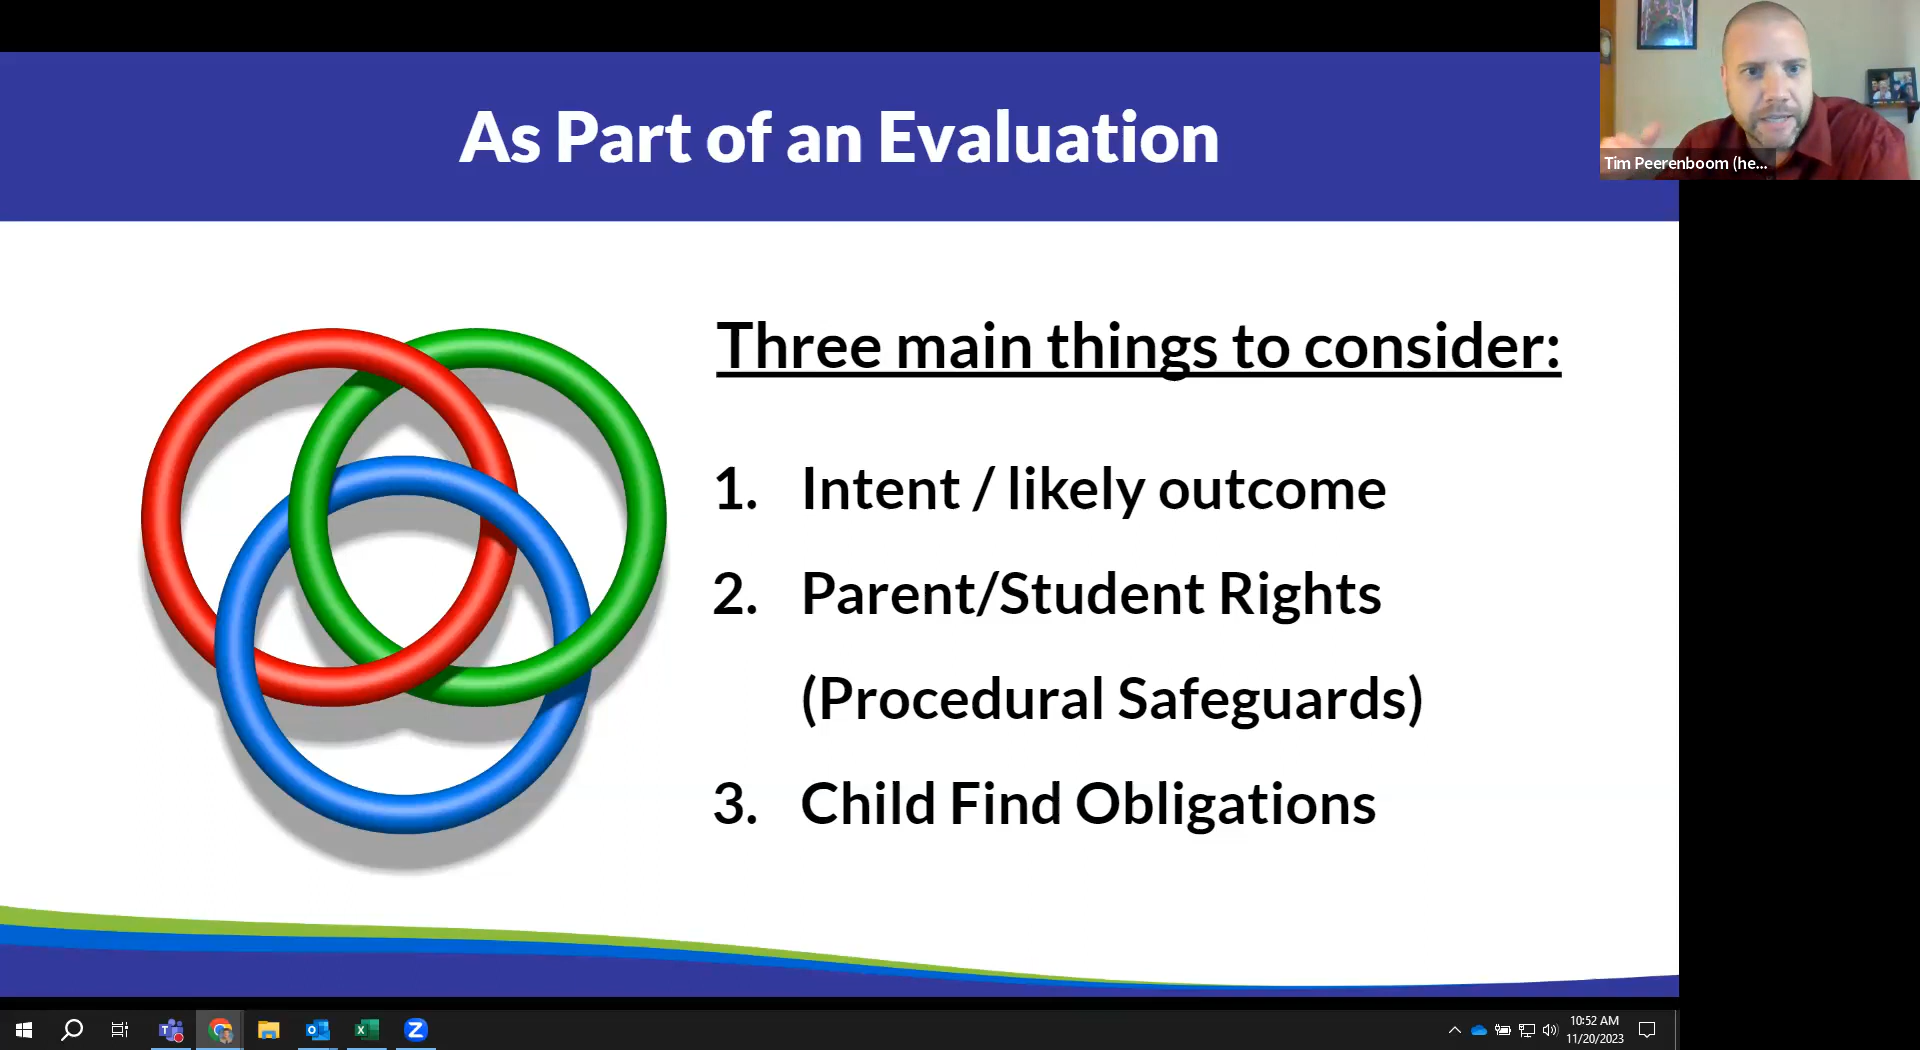 As Part of an Evaluation
Tim Peerenboom (he...
Three main things to consider:
1. Intent / likely outcome
2. Parent/Student Rights
(Procedural Safeguards)
3. Child Find Obligations
10:52 AM
11/20/2023